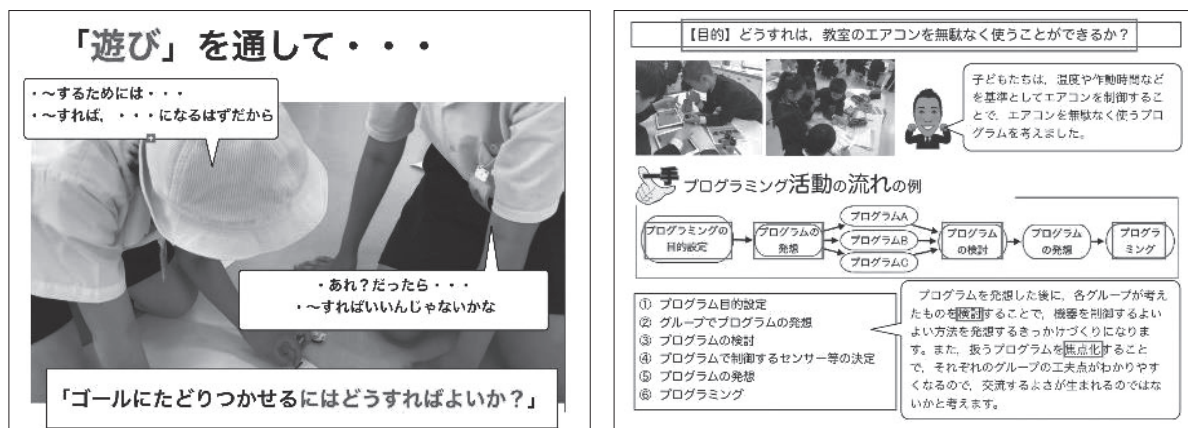 「遊び」を通して・・・
・～するためには・・・
・～すれば，・・・になるはずだから
・あれ？だったら・・・
・～すればいいんじゃないかな
「ゴールにたどりつかせるにはどうすればよいか？」
【目的】どうすれは，教室のエアコンを無駄なく使うことができるか？
子どもたちは，温度や作動時間など
を基準としてエアコンを制御するこ
とで，エアコンを無駄なく使うプロ
グラムを考えました。
一手
プログラミング活動の流れの例
プログラミングの
目的設定
プログラムの
発想
プログラムA
プログラムB
プログラムC
プログラム
の検討
プログラム
の発想
プログラ
ミング
① プログラム目的設定
② グループでプログラムの発想
③ プログラムの検討
④ プログラムで制御するセンサー等の決定
⑤ プログラムの発想
⑥ プログラミング
プログラムを発想した後に，各グループが考え
たものを検討することで，機器を制御するよい
よい方法を発想するきっかけづくりになりま
す。また，扱うプログラムを焦点化すること
で，それぞれのグループの工夫点がわかりやす
くなるので，交流するよさが生まれるのではな
いかと考えます。